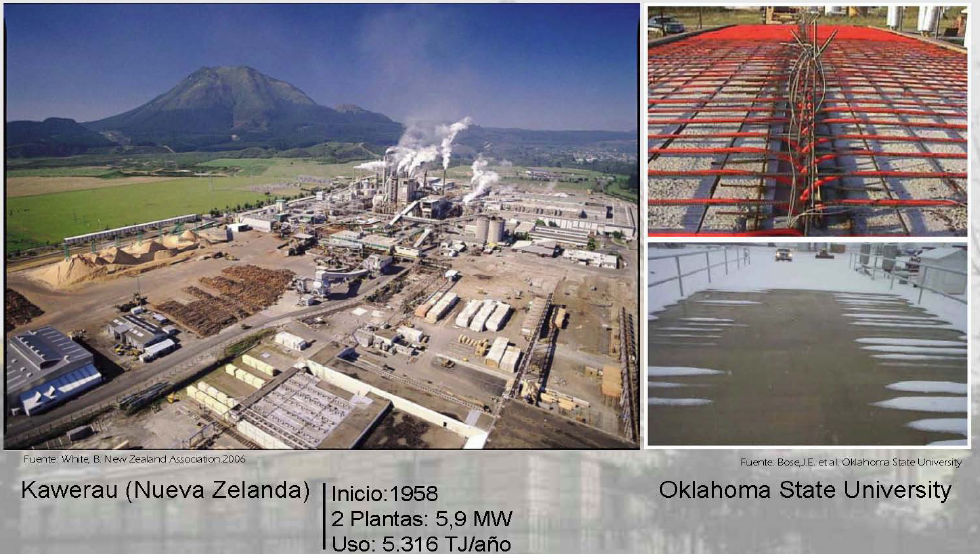 Fuente: White, B. New Zealand Association.2006
Fuente: Bose,J.E. et al. Oklahoma State University
Kawerau (Nueva Zelanda)
Inicio:1958
2 Plantas: 5,9 MW
Uso: 5.316 TJ/año
Oklahoma State University